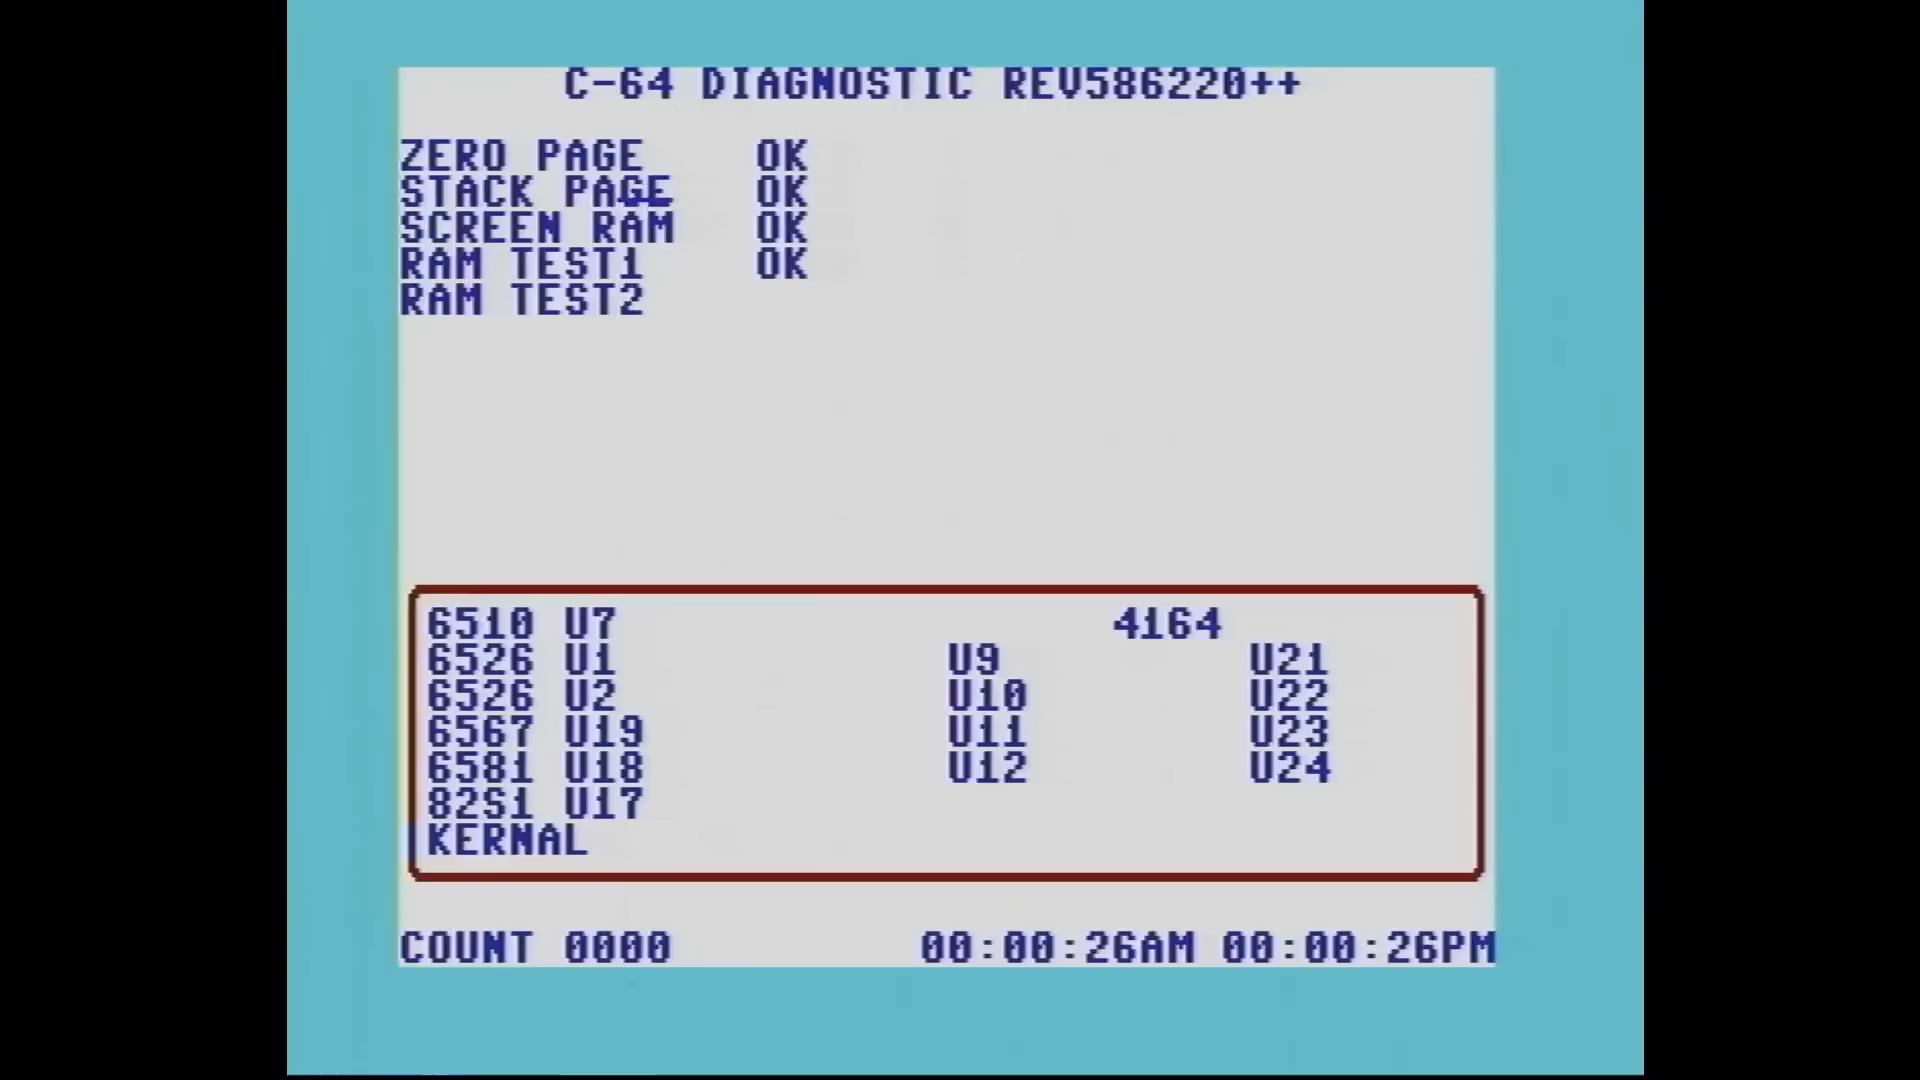 C-64 DIAGNOSTIC REV586220++
ZERO PAGE OK
STACK PAGE OK
SCREEN RAM OK
RAM TEST1 OK
RAM TEST2
6510 U7 4164
6526 U1 U9 U21
6526 U2 U10 U22
6567 U19 U11 U23
6581 U18 U12 U24
82S1 U17
KERNAL
COUNT 0000 00:00:26AM 00:00:26PM